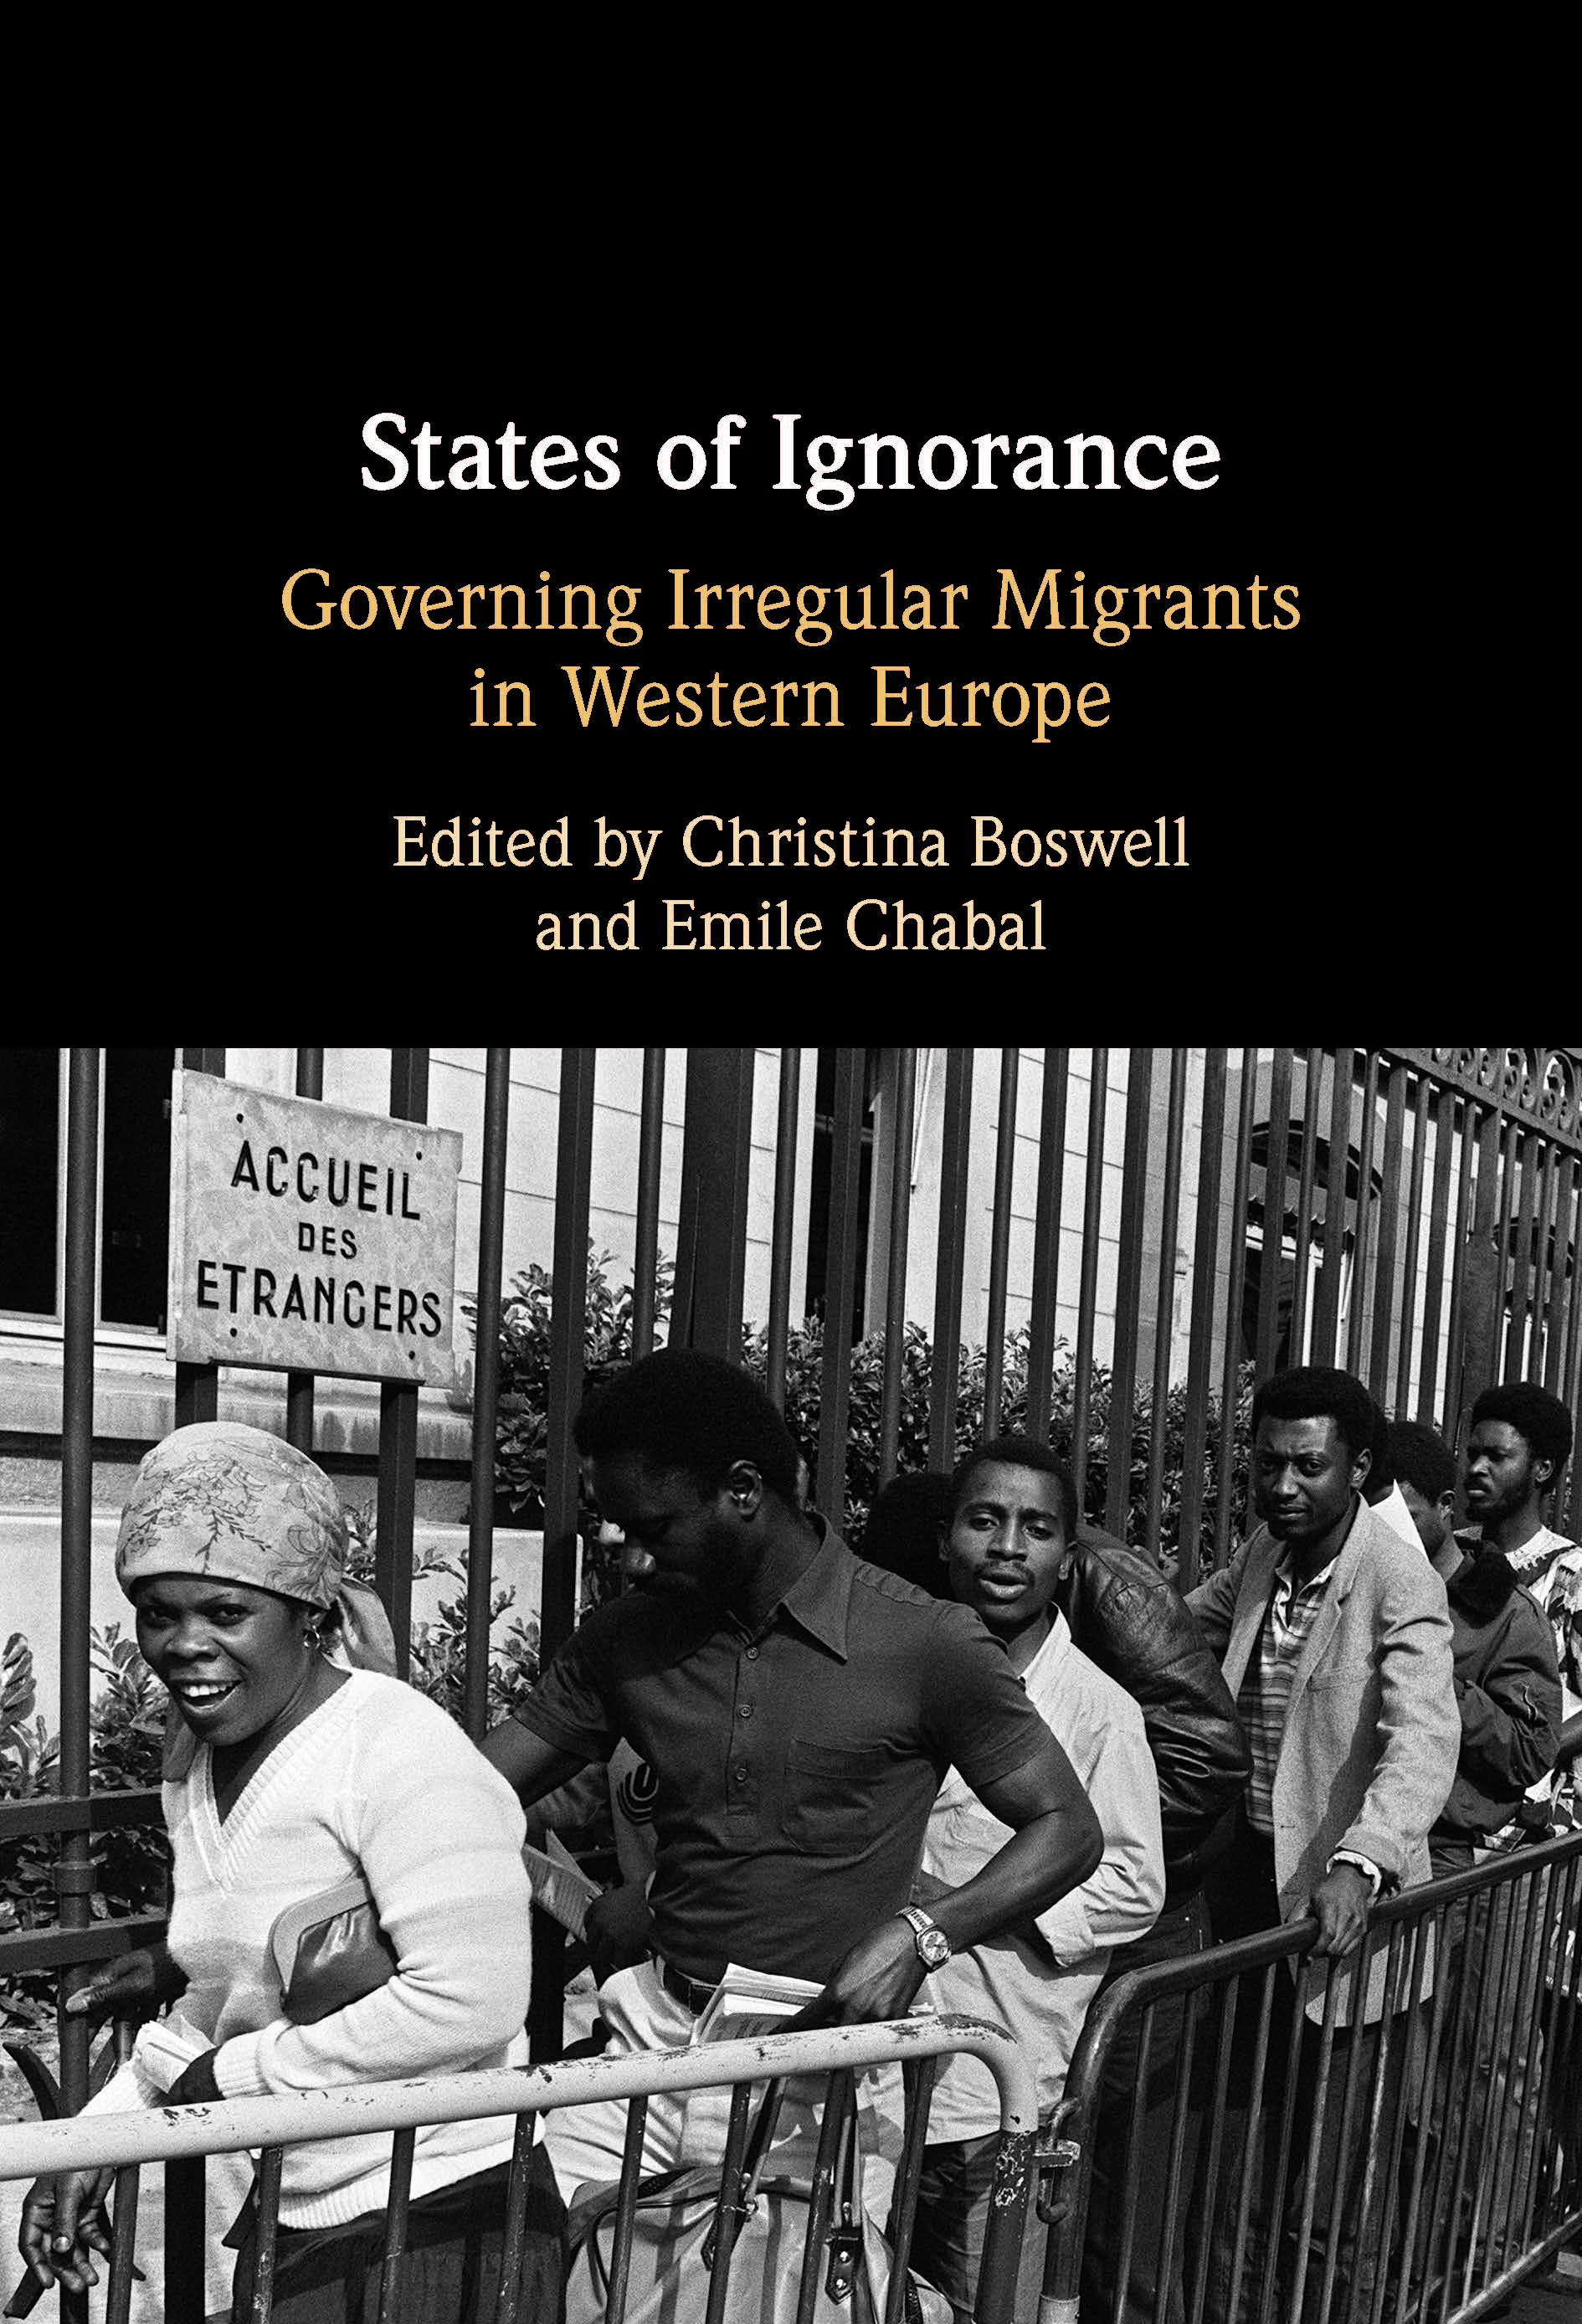 States of Ignorance
Governing Irregular Migrants
in Western Europe
Edited by Christina Boswell
and Emile Chabal
ACCUEIL
DES
ETRANGERS